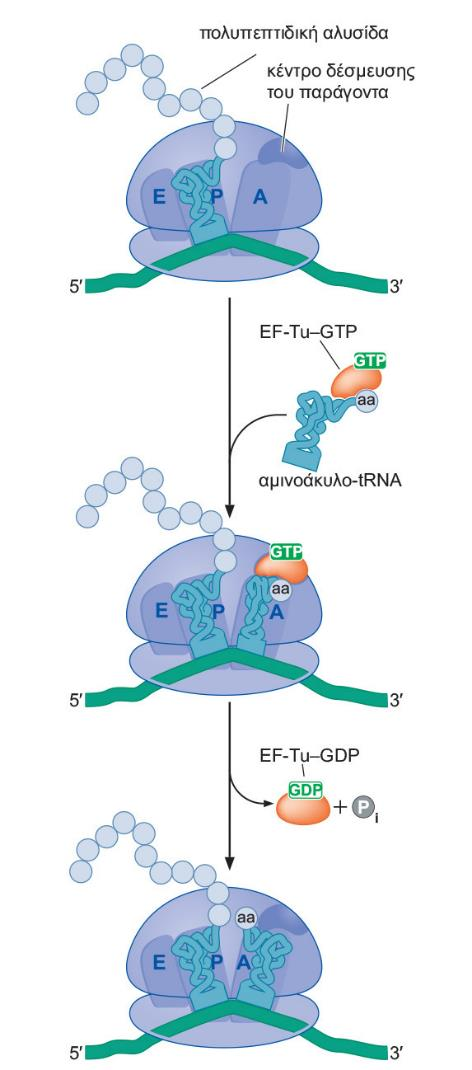 πολυπεπτιδική αλυσίδα
κέντρο δέσμευσης
του παράγοντα
E P A
5′ 3′
EF-Tu–GTP
GTP
aa
αμινοάκυλο-tRNA
GTP
aa
E P A
5′ 3′
EF-Tu–GDP
GDP
+ Pi
aa
E P A
5′ 3′